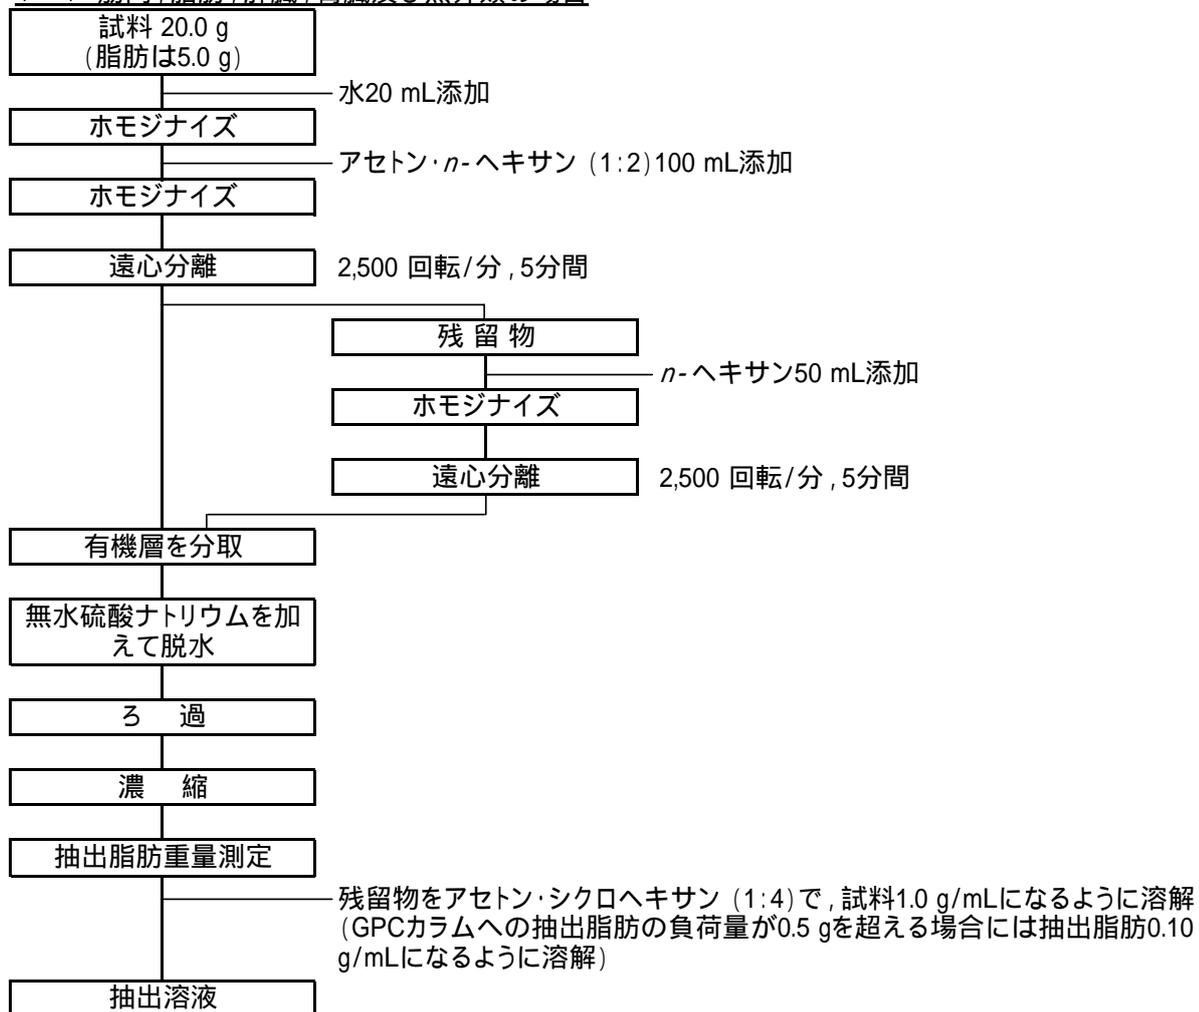 試料 20.0 g
(脂肪は5.0 g)
水20 mL添加
ホモジナイズ
アセトン・n-ヘキサン (1:2)100 mL添加
ホモジナイズ
遠心分離 2,500 回転/分,5分間
残 留 物
n-ヘキサン50 mL添加
ホモジナイズ
遠心分離 2,500 回転/分,5分間
有機層を分取
無水硫酸ナトリウムを加
えて脱水
ろ 過
濃 縮
抽出脂肪重量測定
残留物をアセトン・シクロヘキサン (1:4)で,試料1.0 g/mLになるように溶解
(GPCカラムへの抽出脂肪の負荷量が0.5 gを超える場合には抽出脂肪0.10
g/mLになるように溶解)
抽出溶液